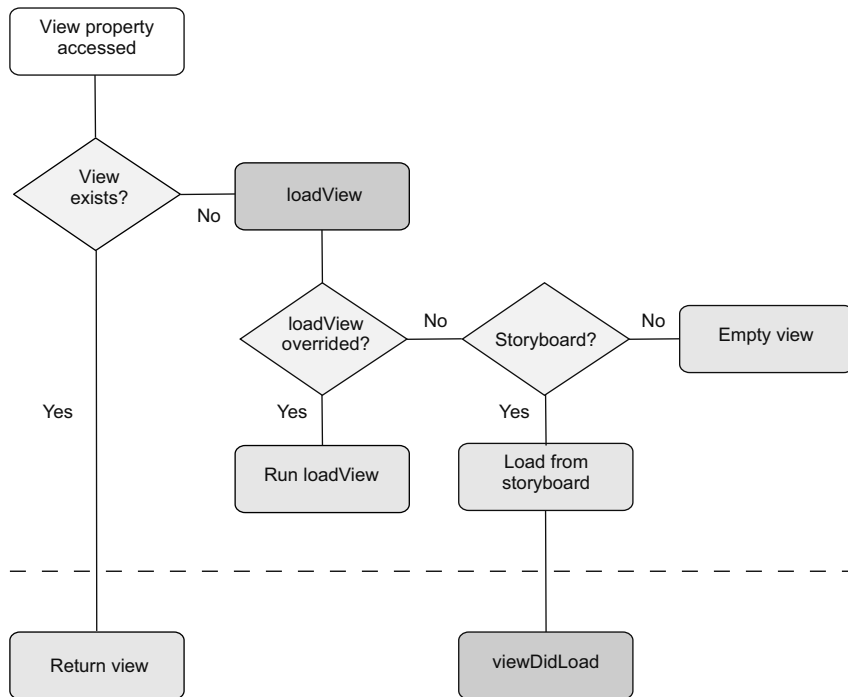 View property
accessed
View
exists?
No
loadView
loadView
overrided?
No
Storyboard?
No
Empty view
Yes
Yes
Yes
Run loadView
Load from
storyboard
Return view
viewDidLoad